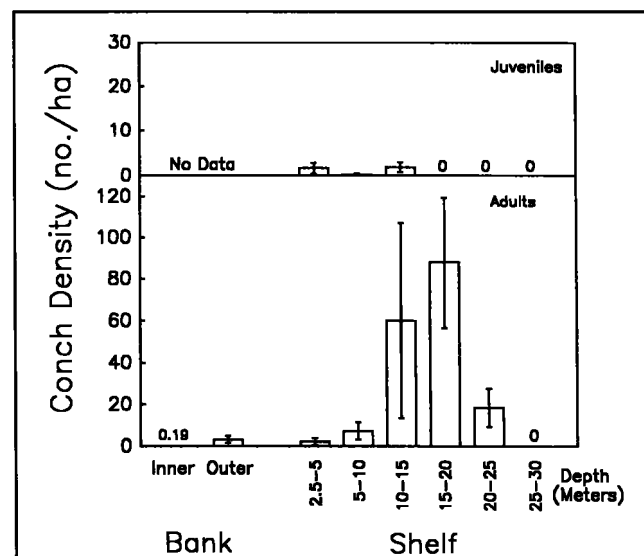 Conch Density (no./ha)
30
Juveniles
20
10
No Data
0
0
0
0
120
Adults
100
80
60
40
20
0.19
0
0
Inner Outer
2.5–5
5–10
10–15
15–20
20–25
25–30
Depth
(Meters)
Bank
Shelf